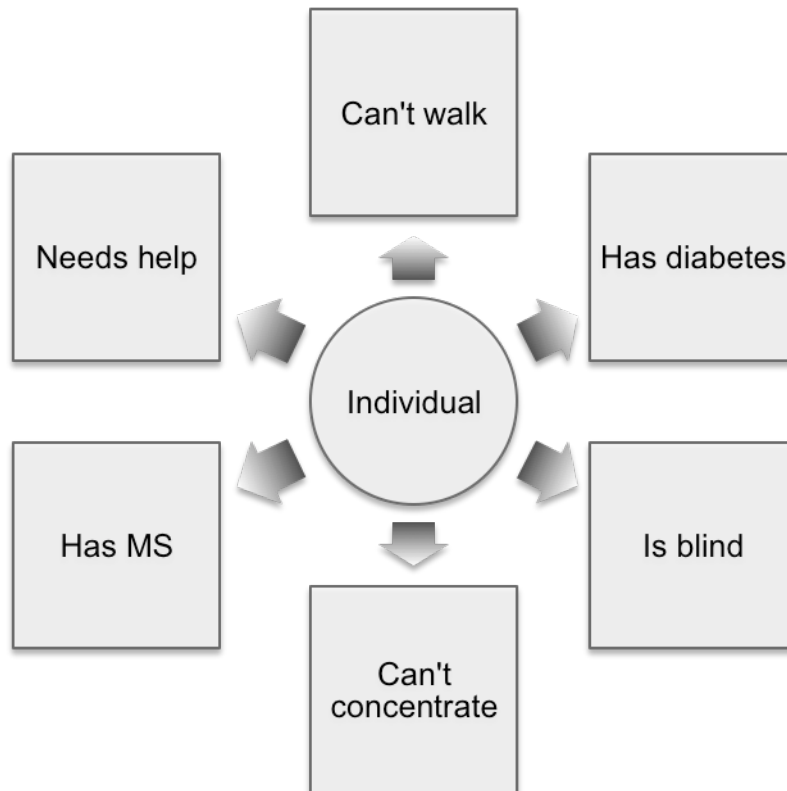 Can't walk
Needs help
Has diabetes
Individual
Has MS
Is blind
Can't
concentrate